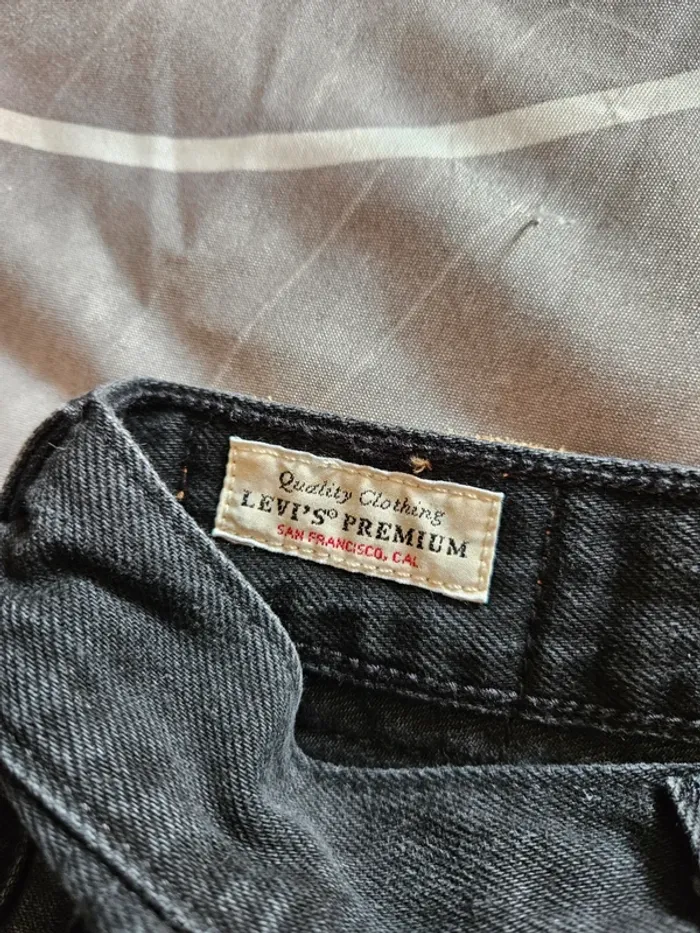 Quality Clothing
LEVI'S® PREMIUM
SAN FRANCISCO, CAL